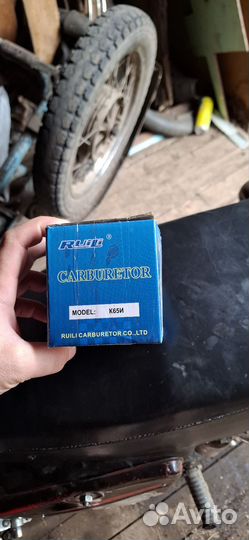 RUILI ®
CARBURETOR
MODEL: К65И
RUILI CARBURETOR CO.,LTD
Avito